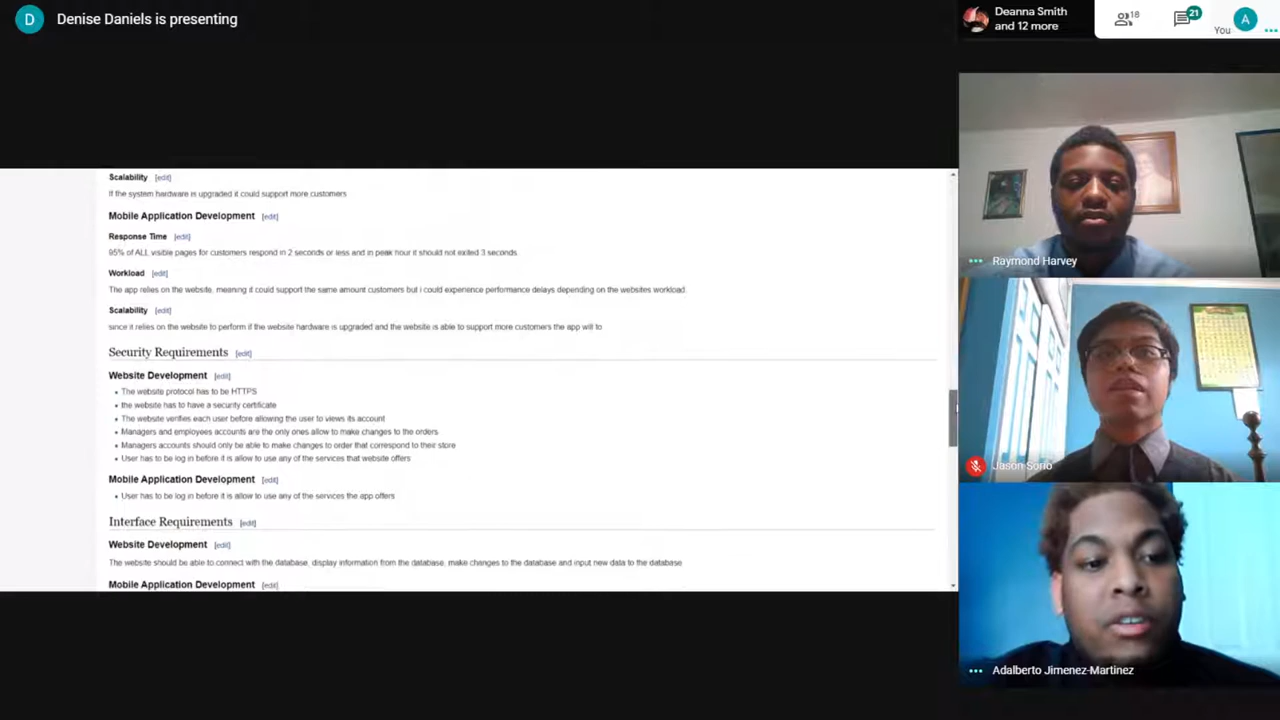 D Denise Daniels is presenting
Deanna Smith
and 12 more
18
21
You
A
Scalability [edit]
If the system hardware is upgraded it could support more customers
Mobile Application Development [edit]
Response Time [edit]
95% of ALL visible pages for customers respond in 2 seconds or less and in peak hour it should not exited 3 seconds
Workload [edit]
The app relies on the website, meaning it could support the same amount customers but i could experience performance delays depending on the websites workload.
Scalability [edit]
since it relies on the website to perform if the website hardware is upgraded and the website is able to support more customers the app will to
Security Requirements [edit]
Website Development [edit]
The website protocol has to be HTTPS
the website has to have a security certificate
The website verifies each user before allowing the user to views its account
Managers and employees accounts are the only ones allow to make changes to the orders
Managers accounts should only be able to make changes to order that correspond to their store
User has to be log in before it is allow to use any of the services that website offers
Mobile Application Development [edit]
User has to be log in before it is allow to use any of the services the app offers
Interface Requirements [edit]
Website Development [edit]
The website should be able to connect with the database, display information from the database, make changes to the database and input new data to the database
Mobile Application Development [edit]
Raymond Harvey
Jason Sorio
Adalberto Jimenez-Martinez